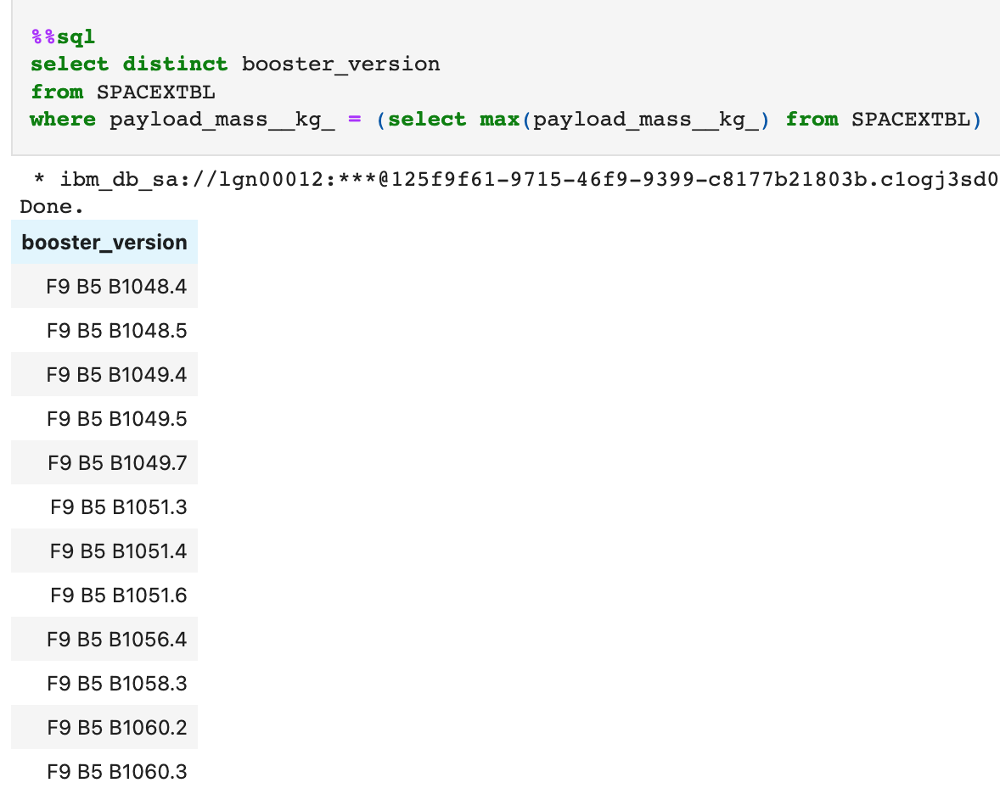 %%sql
select distinct booster_version
from SPACEXTBL
where payload_mass__kg_ = (select max(payload_mass__kg_) from SPACEXTBL)
* ibm_db_sa://lgn00012:***@125f9f61-9715-46f9-9399-c8177b21803b.c1ogj3sd0
Done.
booster_version
F9 B5 B1048.4
F9 B5 B1048.5
F9 B5 B1049.4
F9 B5 B1049.5
F9 B5 B1049.7
F9 B5 B1051.3
F9 B5 B1051.4
F9 B5 B1051.6
F9 B5 B1056.4
F9 B5 B1058.3
F9 B5 B1060.2
F9 B5 B1060.3